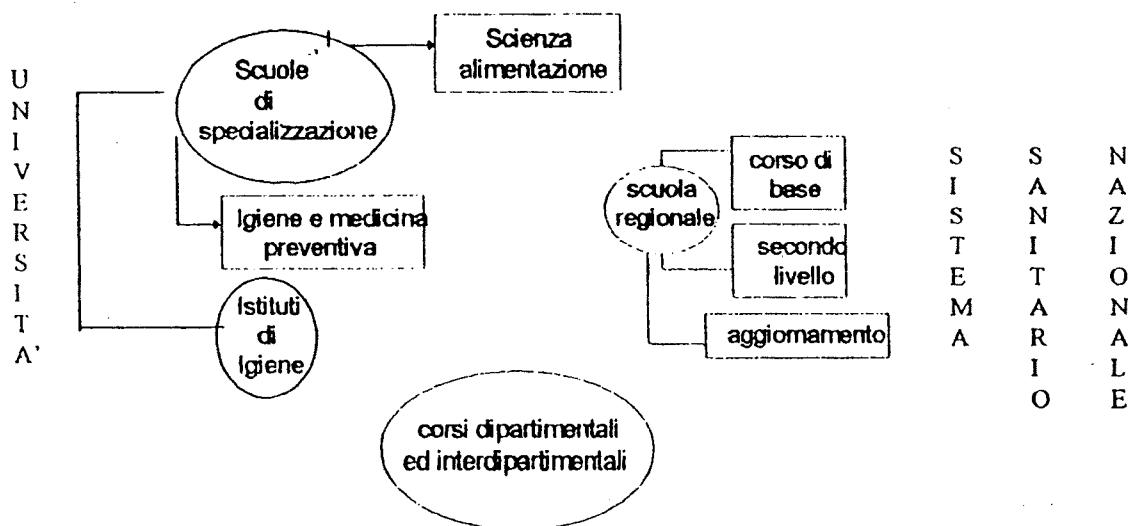 UNIVERSITA'
Scuole
di
specializzazione
Scienza
alimentazione
Igiene e medicina
preventiva
Istituti
di
Igiene
scuola
regionale
corso di
base
secondo
livello
aggiornamento
corsi dipartimentali
ed interdipartimentali
SISTEMA
SANITARIO
NAZIONALE